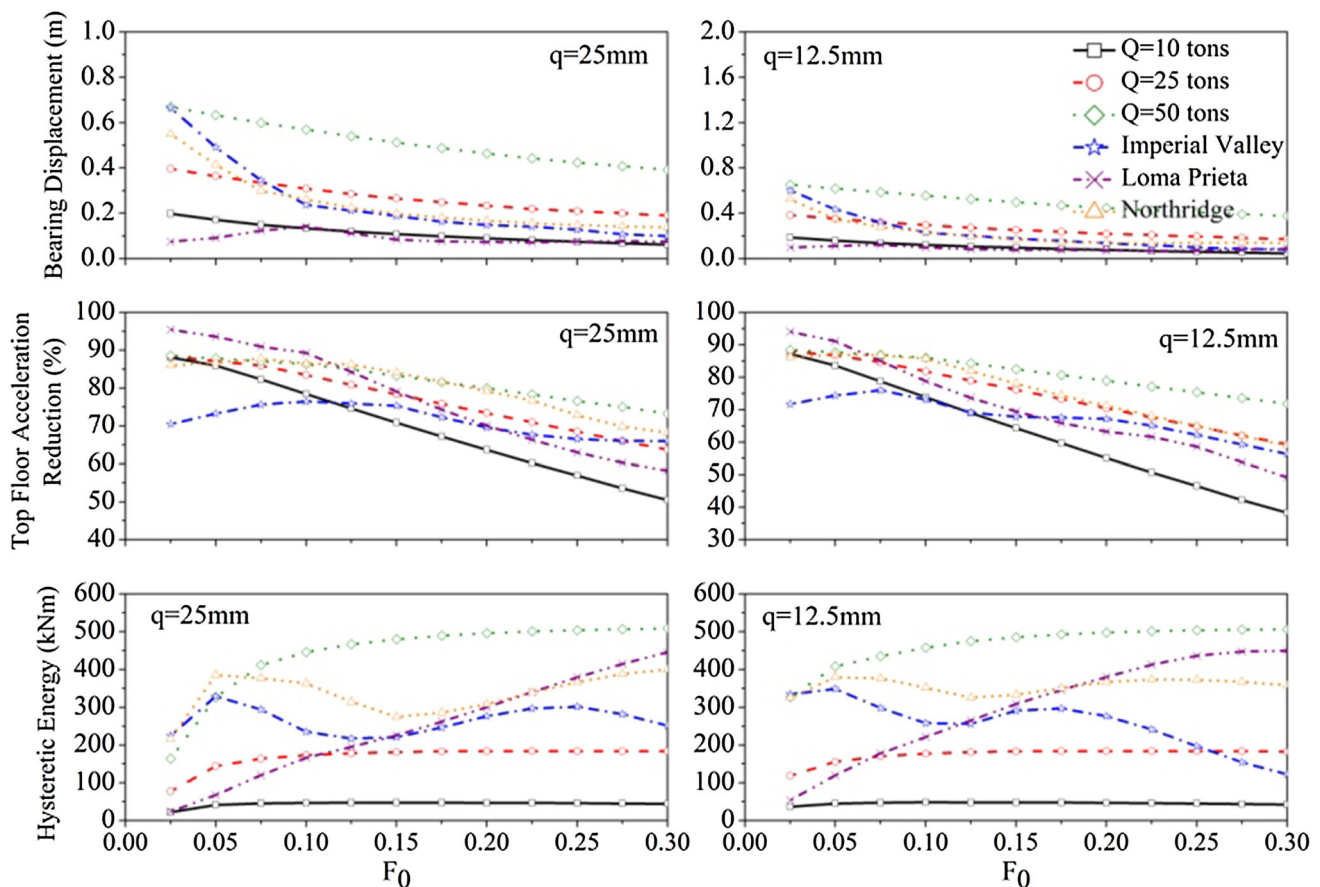 Bearing Displacement (m)
1.0
0.8
0.6
0.4
0.2
0.0
q=25mm
2.0
1.6
1.2
0.8
0.4
0.0
q=12.5mm
Q=10 tons
Q=25 tons
Q=50 tons
Imperial Valley
Loma Prieta
Northridge
Top Floor Acceleration
Reduction (%)
100
90
80
70
60
50
40
q=25mm
100
90
80
70
60
50
40
30
q=12.5mm
Hysteretic Energy (kNm)
600
500
400
300
200
100
0
q=25mm
0.00 0.05 0.10 0.15 0.20 0.25 0.30
F0
600
500
400
300
200
100
0
q=12.5mm
0.00 0.05 0.10 0.15 0.20 0.25 0.30
F0